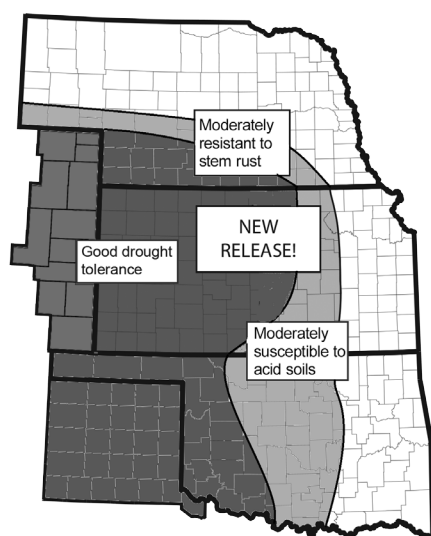 Moderately
resistant to
stem rust
NEW
RELEASE!
Good drought
tolerance
Moderately
susceptible to
acid soils